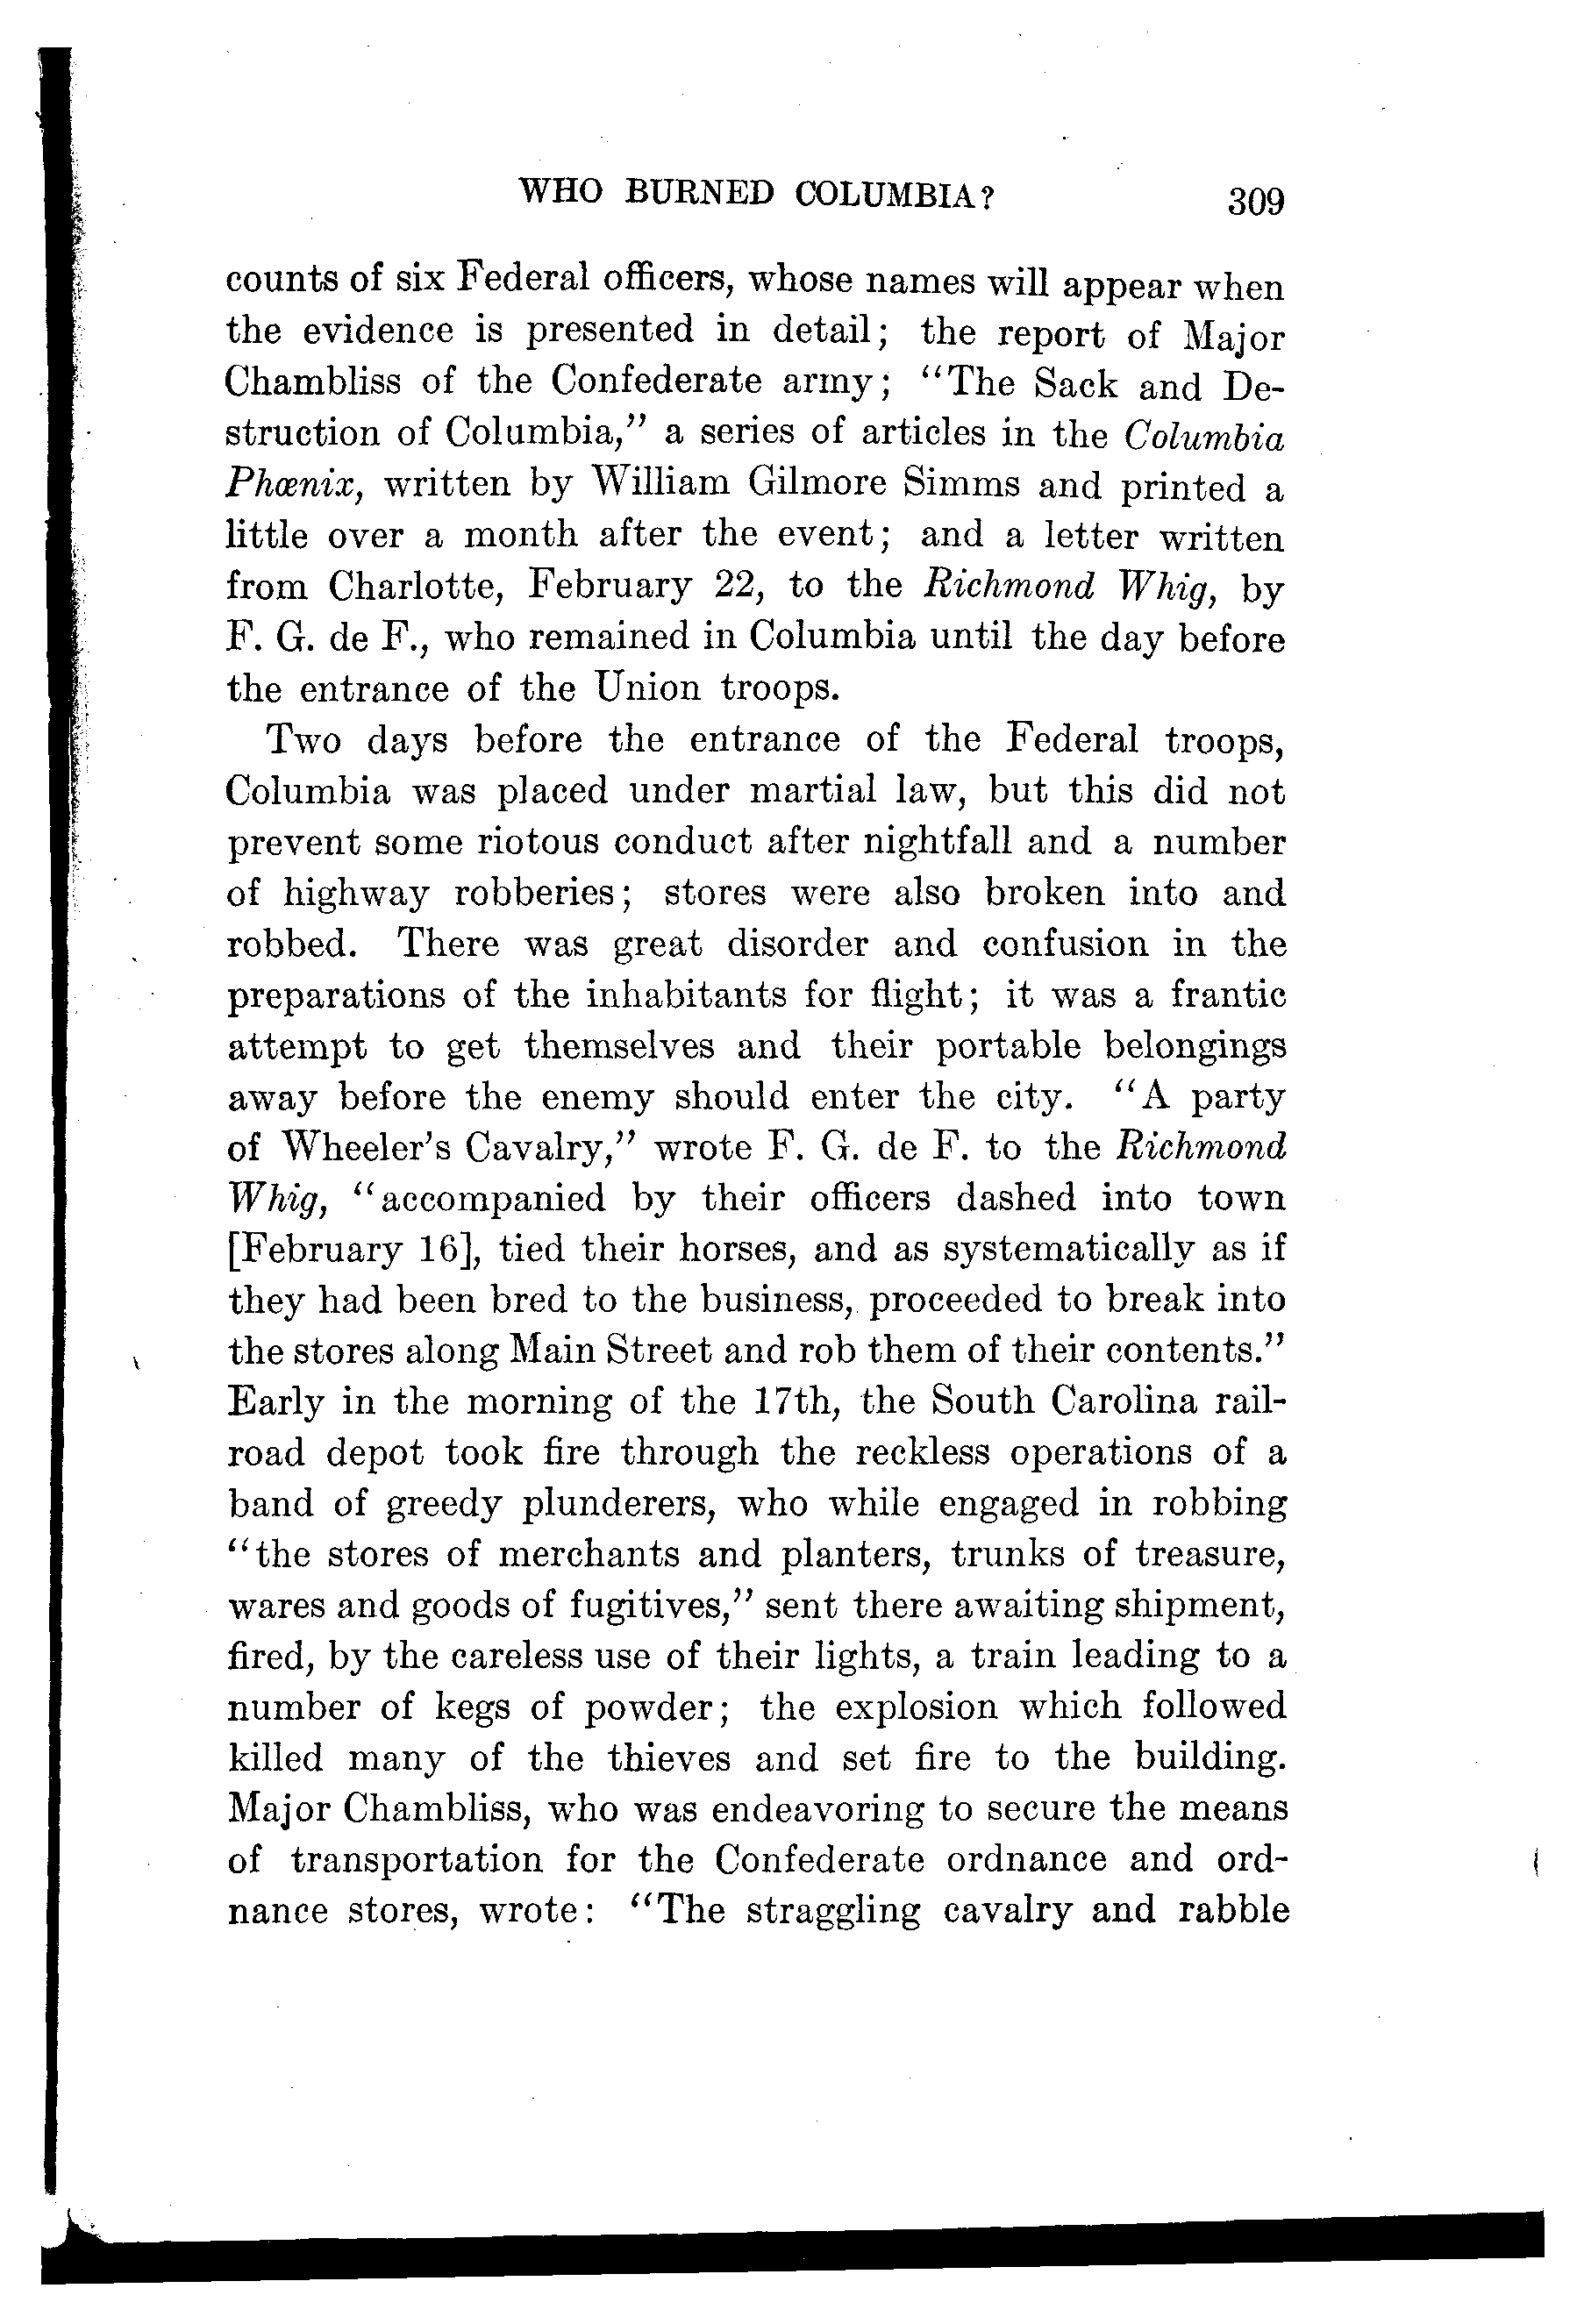 WHO BURNED COLUMBIA? 309
counts of six Federal officers, whose names will appear when
the evidence is presented in detail; the report of Major
Chambliss of the Confederate army; "The Sack and De-
struction of Columbia," a series of articles in the Columbia
Phœnix, written by William Gilmore Simms and printed a
little over a month after the event; and a letter written
from Charlotte, February 22, to the Richmond Whig, by
F. G. de F., who remained in Columbia until the day before
the entrance of the Union troops.
Two days before the entrance of the Federal troops,
Columbia was placed under martial law, but this did not
prevent some riotous conduct after nightfall and a number
of highway robberies; stores were also broken into and
robbed. There was great disorder and confusion in the
preparations of the inhabitants for flight; it was a frantic
attempt to get themselves and their portable belongings
away before the enemy should enter the city. "A party
of Wheeler's Cavalry," wrote F. G. de F. to the Richmond
Whig, "accompanied by their officers dashed into town
[February 16], tied their horses, and as systematically as if
they had been bred to the business, proceeded to break into
the stores along Main Street and rob them of their contents."
Early in the morning of the 17th, the South Carolina rail-
road depot took fire through the reckless operations of a
band of greedy plunderers, who while engaged in robbing
"the stores of merchants and planters, trunks of treasure,
wares and goods of fugitives," sent there awaiting shipment,
fired, by the careless use of their lights, a train leading to a
number of kegs of powder; the explosion which followed
killed many of the thieves and set fire to the building.
Major Chambliss, who was endeavoring to secure the means
of transportation for the Confederate ordnance and ord-
nance stores, wrote: "The straggling cavalry and rabble